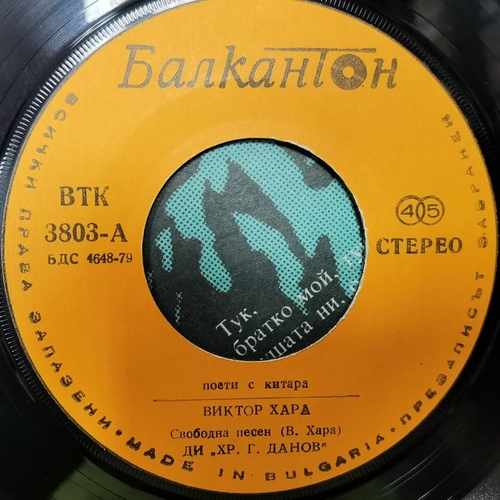 Балкантон
ВТК
3803-А
БДС 4648-79
45
СТЕРЕО
Тук,
братко мой, ту
шата ни,
поети с китара
ВИКТОР ХАРА
Свободна песен (В. Хара)
ДИ „ХР. Г. ДАНОВ"
ВСИЧКИ ПРАВА ЗАПАЗЕНИ • MADE IN BULGARIA • ПРЕЗАПИСЪТ ЗАБРАНЕН